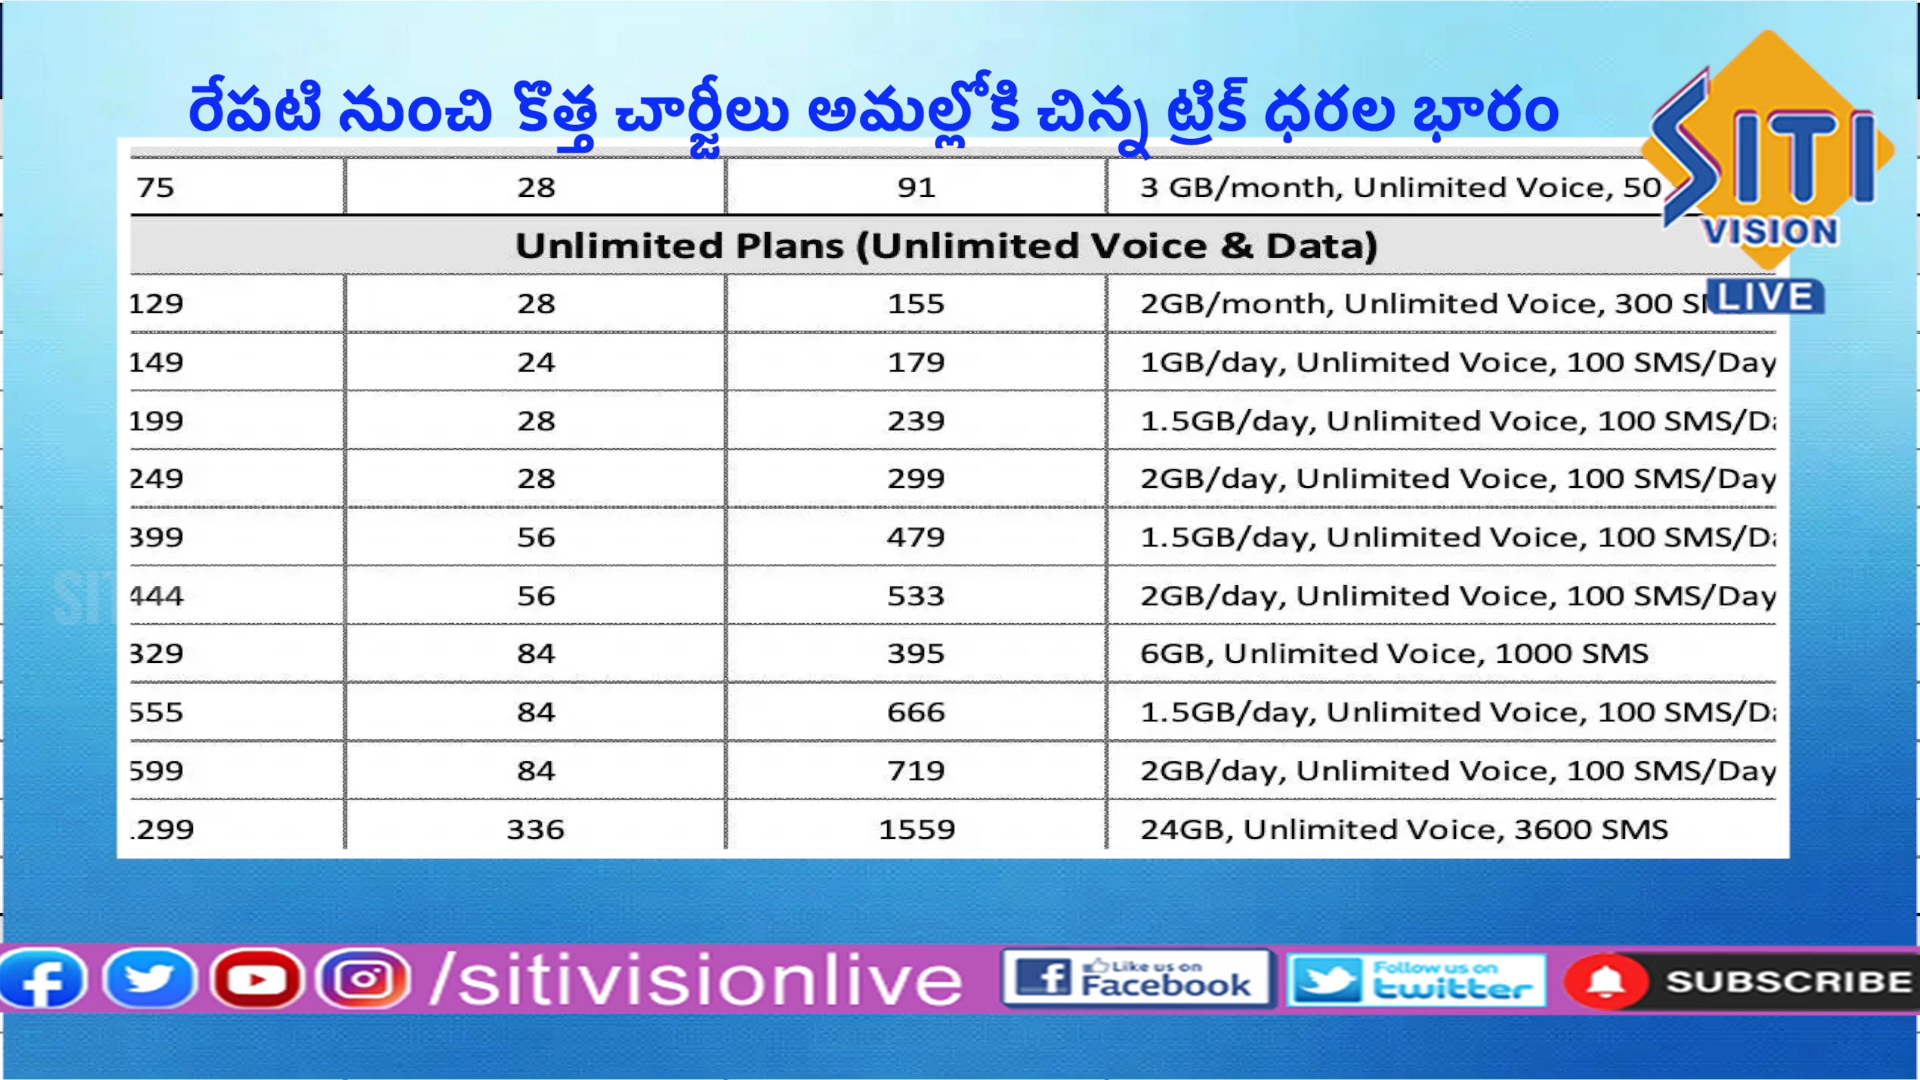 రేపటి నుంచి కొత్త చార్జీలు అమల్లోకి చిన్న ట్రిక్ ధరల భారం
75 28 91 3 GB/month, Unlimited Voice, 50
Unlimited Plans (Unlimited Voice & Data)
129 28 155 2GB/month, Unlimited Voice, 300
149 24 179 1GB/day, Unlimited Voice, 100 SMS/Day
199 28 239 1.5GB/day, Unlimited Voice, 100
249 28 299 2GB/day, Unlimited Voice, 100 SMS/Day
399 56 479 1.5GB/day, Unlimited Voice, 100
444 56 533 2GB/day, Unlimited Voice, 100 SMS/Day
329 84 395 6GB, Unlimited Voice, 1000 SMS
555 84 666 1.5GB/day, Unlimited Voice, 100
599 84 719 2GB/day, Unlimited Voice, 100 SMS/Day
299 336 1559 24GB, Unlimited Voice, 3600 SMS
SITI
VISION
LIVE
/sitivisionlive
Like us on
Facebook
Follow us on
twitter
SUBSCRIBE